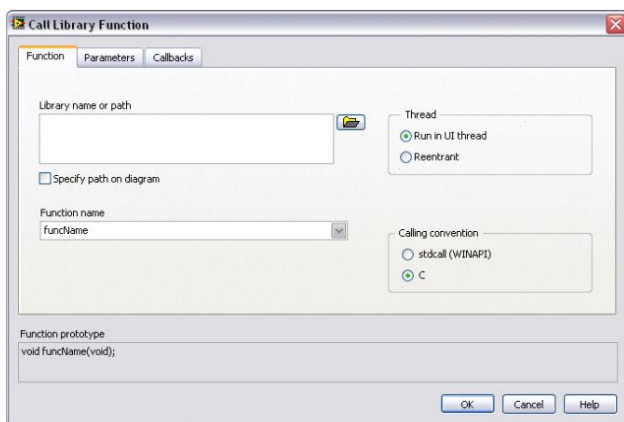 Call Library Function
Function Parameters Callbacks
Library name or path
Thread
Run in UI thread
Reentrant
Specify path on diagram
Function name
funcName
Calling convention
stdcall (WINAPI)
C
Function prototype
void funcName(void);
OK Cancel Help